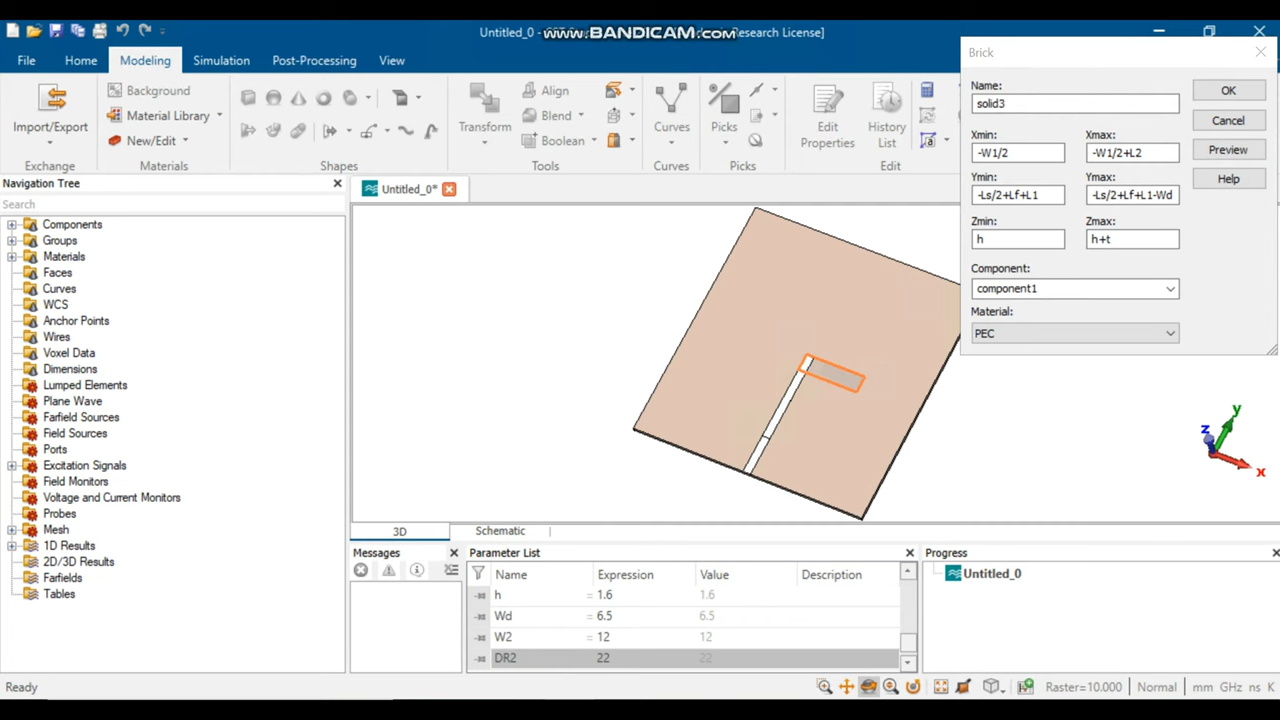 Untitled_0 - CST S
www.BANDICAM.com
Research License]
File Home Modeling Simulation Post-Processing View
Import/Export
Exchange
Background
Material Library
New/Edit
Materials
Shapes
Transform
Align
Blend
Boolean
Tools
Curves
Curves
Picks
Picks
Edit Properties
History List
Edit
Brick
Name:
solid3
OK
Cancel
Preview
Help
Xmin: Xmax:
-W1/2 -W1/2+L2
Ymin: Ymax:
-Ls/2+Lf+L1 -Ls/2+Lf+L1-Wd
Zmin: Zmax:
h h+t
Component:
component1
Material:
PEC
Navigation Tree
Search
Components
Groups
Materials
Faces
Curves
WCS
Anchor Points
Wires
Voxel Data
Dimensions
Lumped Elements
Plane Wave
Farfield Sources
Field Sources
Ports
Excitation Signals
Field Monitors
Voltage and Current Monitors
Probes
Mesh
1D Results
2D/3D Results
Farfields
Tables
Untitled_0*
z y x
3D Schematic
Messages
Parameter List
Name Expression Value Description
h = 1.6 1.6
Wd = 6.5 6.5
W2 = 12 12
DR2 22 22
Progress
Untitled_0
Ready
Raster=10.000 Normal mm GHz ns K